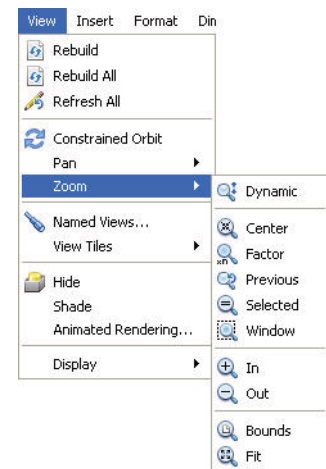 View Insert Format Din
Rebuild
Rebuild All
Refresh All
Constrained Orbit
Pan
Zoom
Named Views...
View Tiles
Hide
Shade
Animated Rendering...
Display
Dynamic
Center
xn Factor
Previous
Selected
Window
In
Out
Bounds
Fit